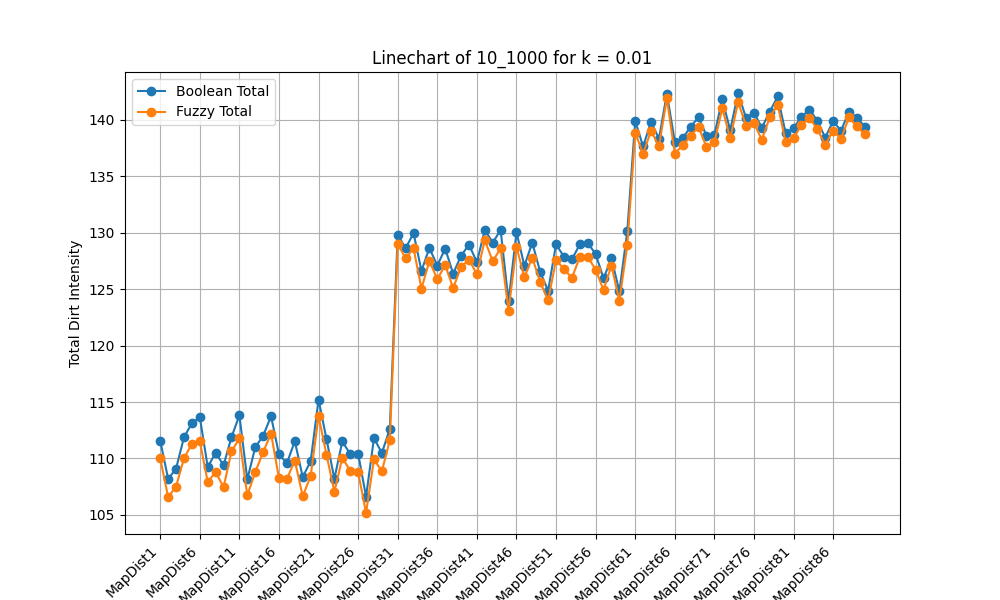 Linechart of 10_1000 for k = 0.01
Boolean Total
Fuzzy Total
Total Dirt Intensity
140
135
130
125
120
115
110
105
MapDist1
MapDist6
MapDist11
MapDist16
MapDist21
MapDist26
MapDist31
MapDist36
MapDist41
MapDist46
MapDist51
MapDist56
MapDist61
MapDist66
MapDist71
MapDist76
MapDist81
MapDist86